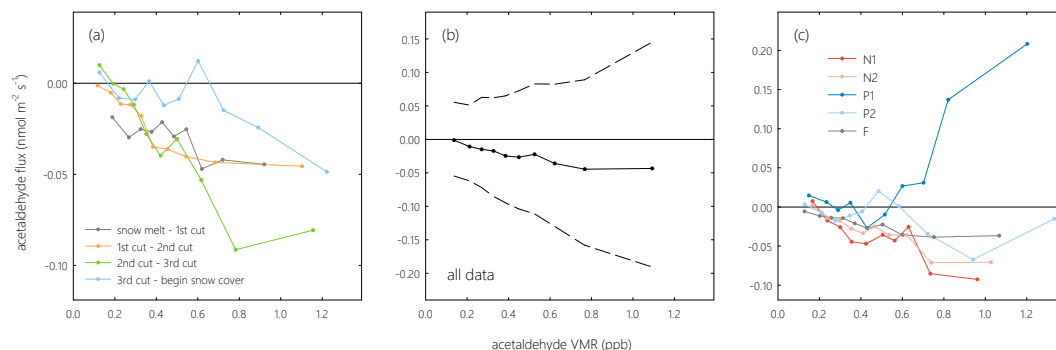 (a)
(b)
(c)
acetaldehyde flux (nmol m⁻² s⁻¹)
0.00
-0.05
-0.10
snow melt - 1st cut
1st cut - 2nd cut
2nd cut - 3rd cut
3rd cut - begin snow cover
0.0 0.2 0.4 0.6 0.8 1.0 1.2
0.15
0.10
0.05
0.00
-0.05
-0.10
-0.15
-0.20
all data
0.0 0.2 0.4 0.6 0.8 1.0 1.2
acetaldehyde VMR (ppb)
0.20
0.15
0.10
0.05
0.00
-0.05
-0.10
N1
N2
P1
P2
F
0.0 0.2 0.4 0.6 0.8 1.0 1.2